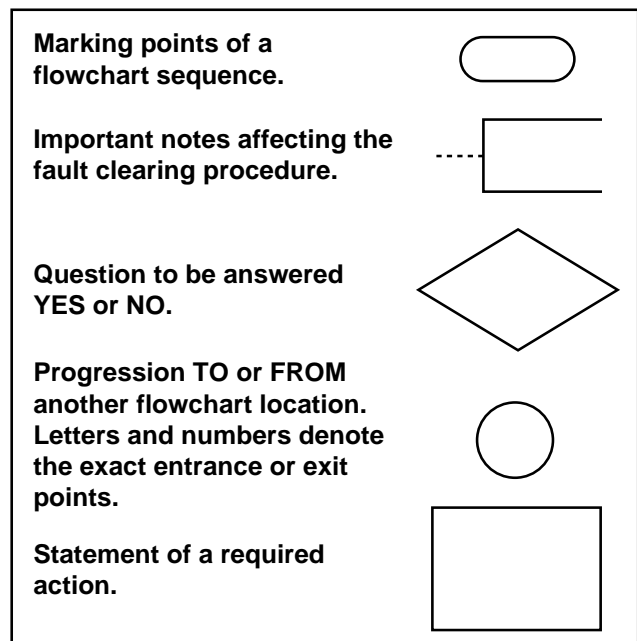 Marking points of a
flowchart sequence.
Important notes affecting the
fault clearing procedure.
Question to be answered
YES or NO.
Progression TO or FROM
another flowchart location.
Letters and numbers denote
the exact entrance or exit
points.
Statement of a required
action.